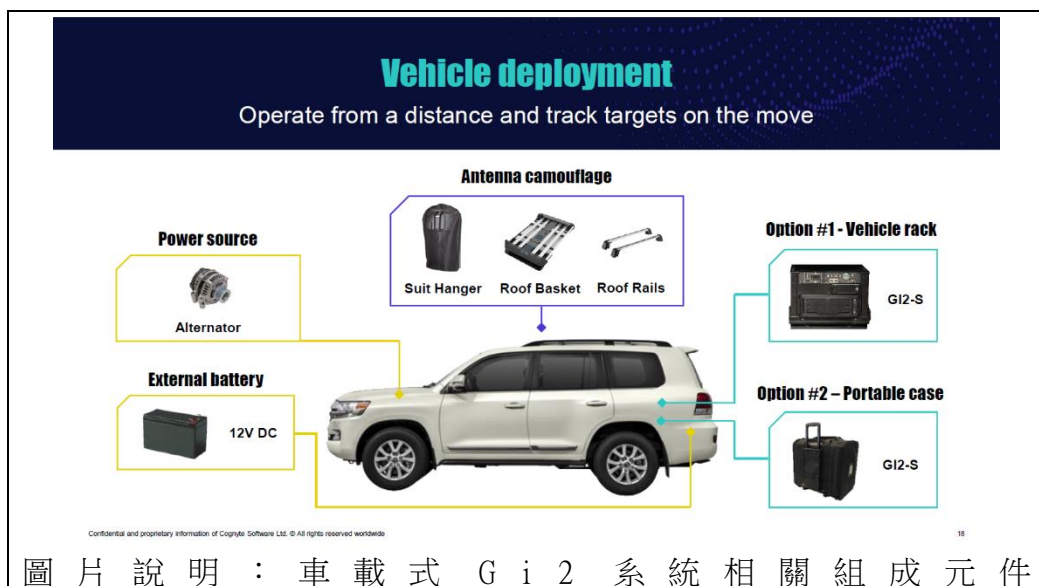 Vehicle deployment
Operate from a distance and track targets on the move
Antenna camouflage
Suit Hanger
Roof Basket
Roof Rails
Power source
Alternator
External battery
12V DC
Option #1 - Vehicle rack
GI2-S
Option #2 – Portable case
GI2-S
Confidential and proprietary information of Cognyte Software Ltd. © All rights reserved worldwide
18
圖片說明：車載式Gi2系統相關組成元件